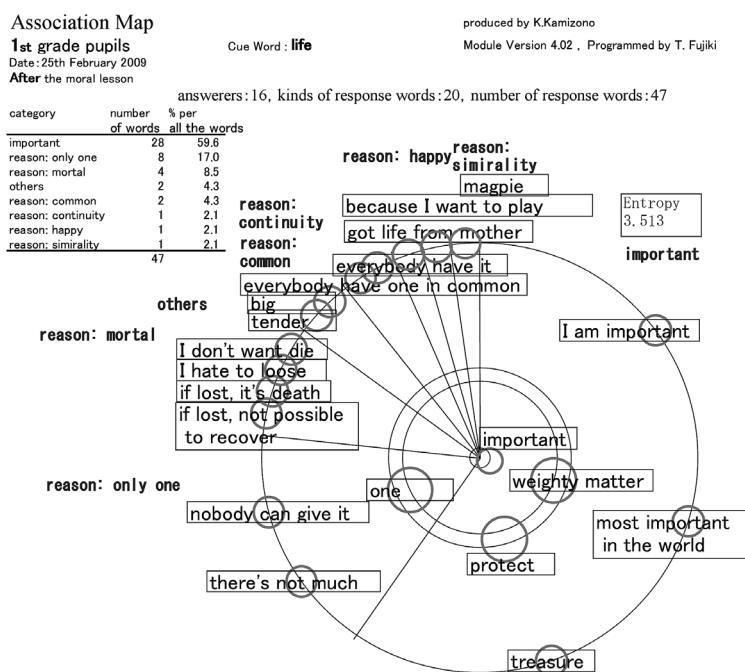 Association Map
1st grade pupils
Date:25th February 2009
After the moral lesson
Cue Word : life
produced by K.Kamizono
Module Version 4.02 , Programmed by T. Fujiki
answerers:16, kinds of response words:20, number of response words:47
category number of words % per all the words
important 28 59.6
reason: only one 8 17.0
reason: mortal 4 8.5
others 2 4.3
reason: common 2 4.3
reason: continuity 1 2.1
reason: happy 1 2.1
reason: simirality 1 2.1
47
reason: happy
reason:
simirality
magpie
because I want to play
got life from mother
reason:
continuity
reason:
common
everybody have it
everybody have one in common
Entropy
3.513
important
others
big
tender
I am important
reason: mortal
I don't want die
I hate to loose
if lost, it's death
if lost, not possible
to recover
important
reason: only one
one
weighty matter
nobody can give it
most important
in the world
protect
there's not much
treasure